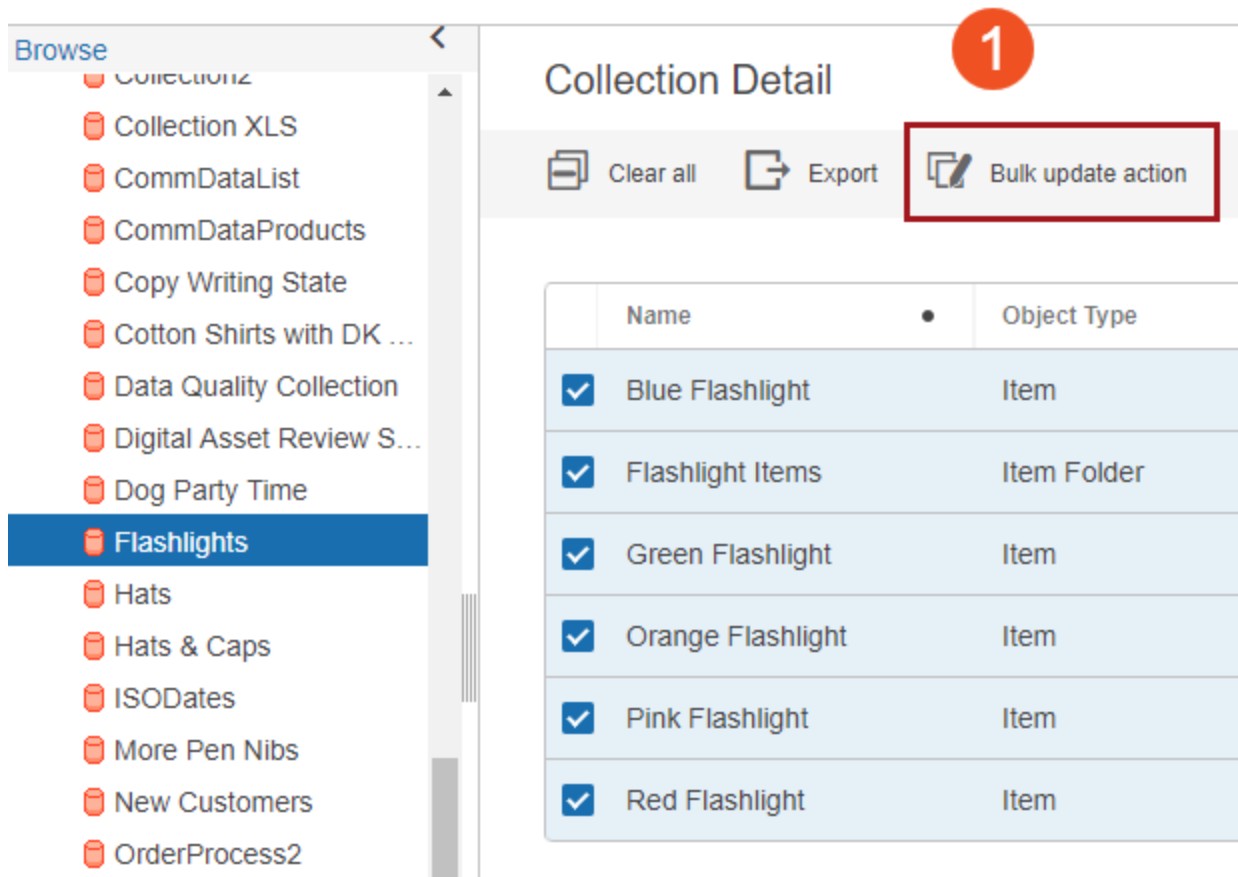 Browse
Collection2
Collection XLS
CommDataList
CommDataProducts
Copy Writing State
Cotton Shirts with DK ...
Data Quality Collection
Digital Asset Review S...
Dog Party Time
Flashlights
Hats
Hats & Caps
ISODates
More Pen Nibs
New Customers
OrderProcess2
1
Collection Detail
Clear all Export Bulk update action
Name Object Type
Blue Flashlight Item
Flashlight Items Item Folder
Green Flashlight Item
Orange Flashlight Item
Pink Flashlight Item
Red Flashlight Item